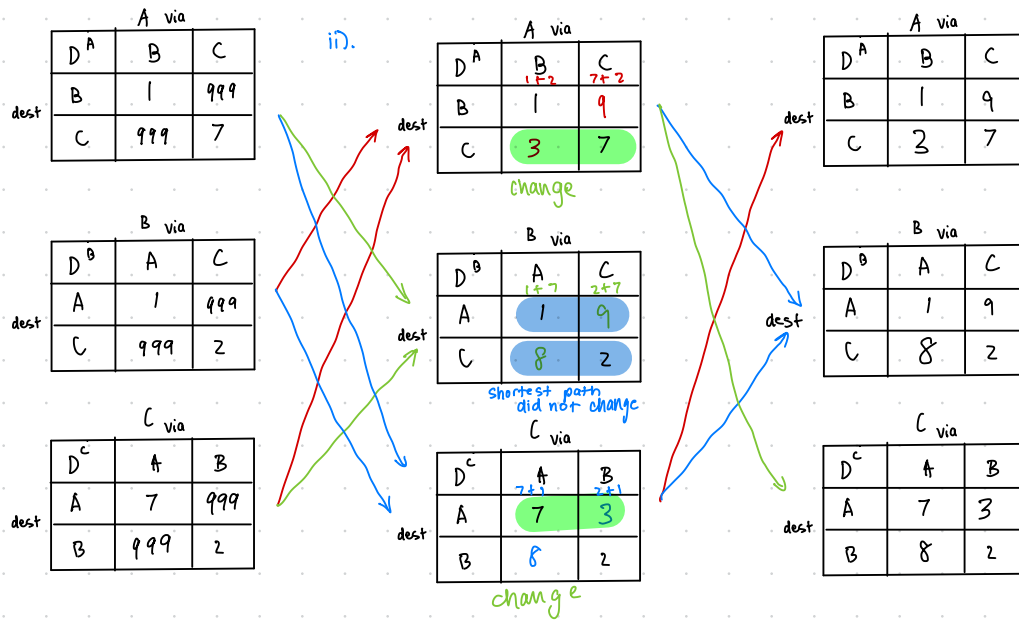 A via
D^A B C
B 1 999
dest
C 999 7
B via
D^B A C
A 1 999
dest
C 999 2
C via
D^C A B
A 7 999
dest
B 999 2
ii).
A via
D^A B C
1+2 7+2
B 1 9
dest
C 3 7
change
B via
D^B A C
1+7 2+7
A 1 9
dest
C 8 2
shortest path
did not change
C via
D^C A B
7+1 2+1
A 7 3
dest
B 8 2
change
A via
D^A B C
B 1 9
dest
C 3 7
B via
D^B A C
A 1 9
dest
C 8 2
C via
D^C A B
A 7 3
dest
B 8 2